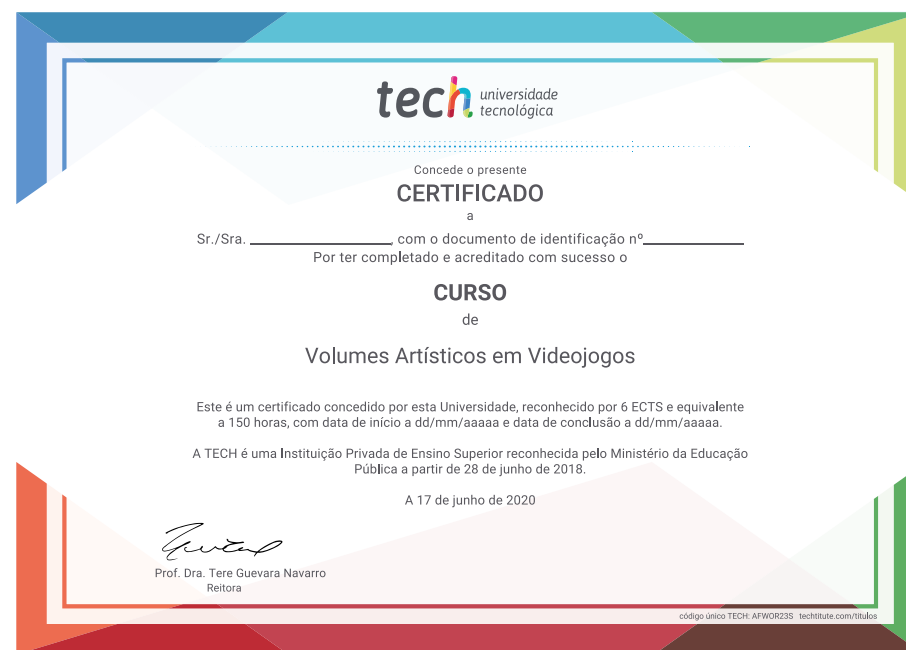 tech universidade
tecnológica
Concede o presente
CERTIFICADO
a
Sr./Sra. ____________________, com o documento de identificação nº______________
Por ter completado e acreditado com sucesso o
CURSO
de
Volumes Artísticos em Videojogos
Este é um certificado concedido por esta Universidade, reconhecido por 6 ECTS e equivalente
a 150 horas, com data de início a dd/mm/aaaaa e data de conclusão a dd/mm/aaaaa.
A TECH é uma Instituição Privada de Ensino Superior reconhecida pelo Ministério da Educação
Pública a partir de 28 de junho de 2018.
A 17 de junho de 2020
Prof. Dra. Tere Guevara Navarro
Reitora
código único TECH: AFWOR23S techtitute.com/titulos